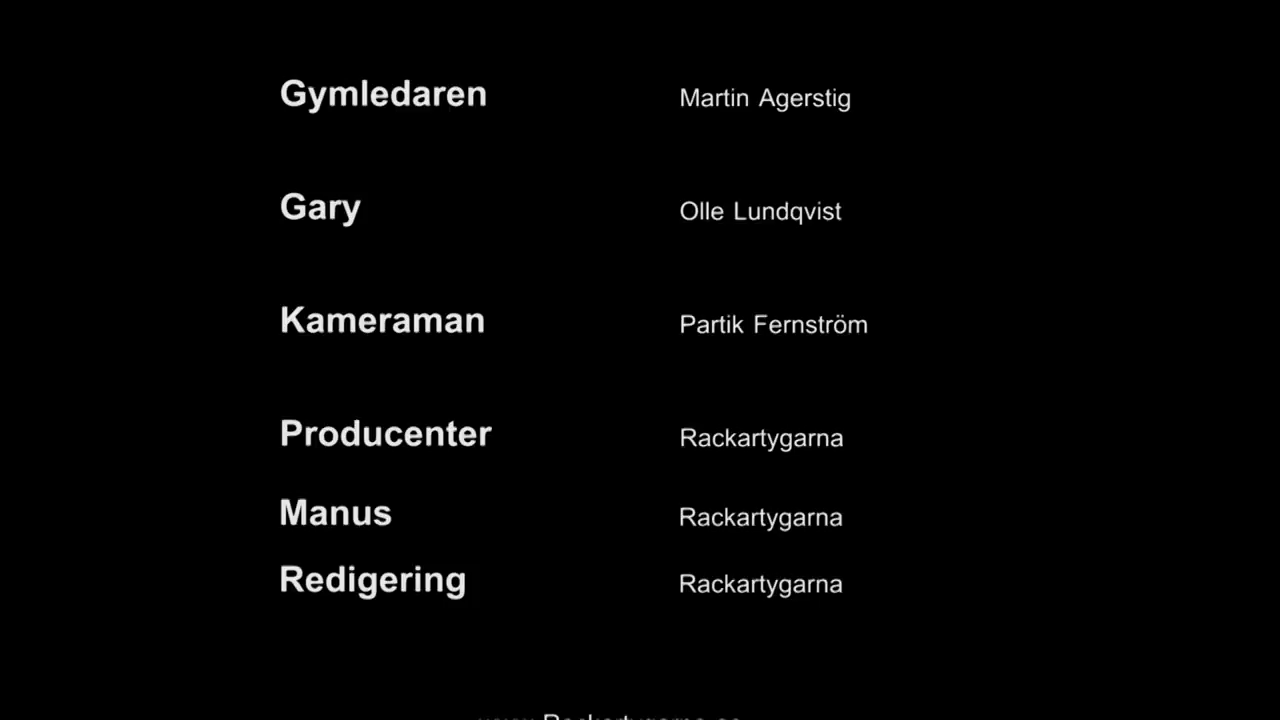 Gymledaren Martin Agerstig
Gary Olle Lundqvist
Kameraman Partik Fernström
Producenter Rackartygarna
Manus Rackartygarna
Redigering Rackartygarna